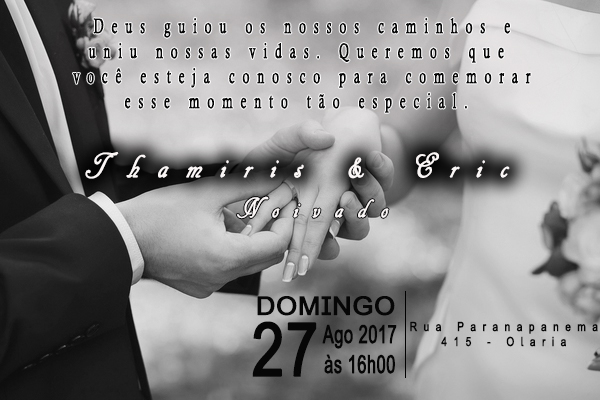 Deus guiou os nossos caminhos e
uniu nossas vidas. Queremos que
você esteja conosco para comemorar
esse momento tão especial.
Thamiris & Eric
Noivado
DOMINGO
27 Ago 2017
às 16h00
Rua Paranapanema
415 - Olaria